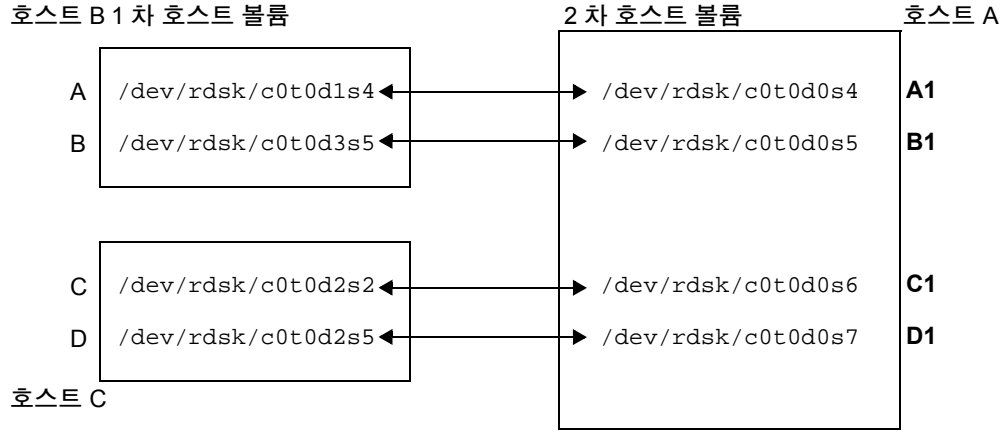 호스트 B 1 차 호스트 볼륨 2 차 호스트 볼륨 호스트 A
A /dev/rdsk/c0t0d1s4 /dev/rdsk/c0t0d0s4 A1
B /dev/rdsk/c0t0d3s5 /dev/rdsk/c0t0d0s5 B1
C /dev/rdsk/c0t0d2s2 /dev/rdsk/c0t0d0s6 C1
D /dev/rdsk/c0t0d2s5 /dev/rdsk/c0t0d0s7 D1
호스트 C